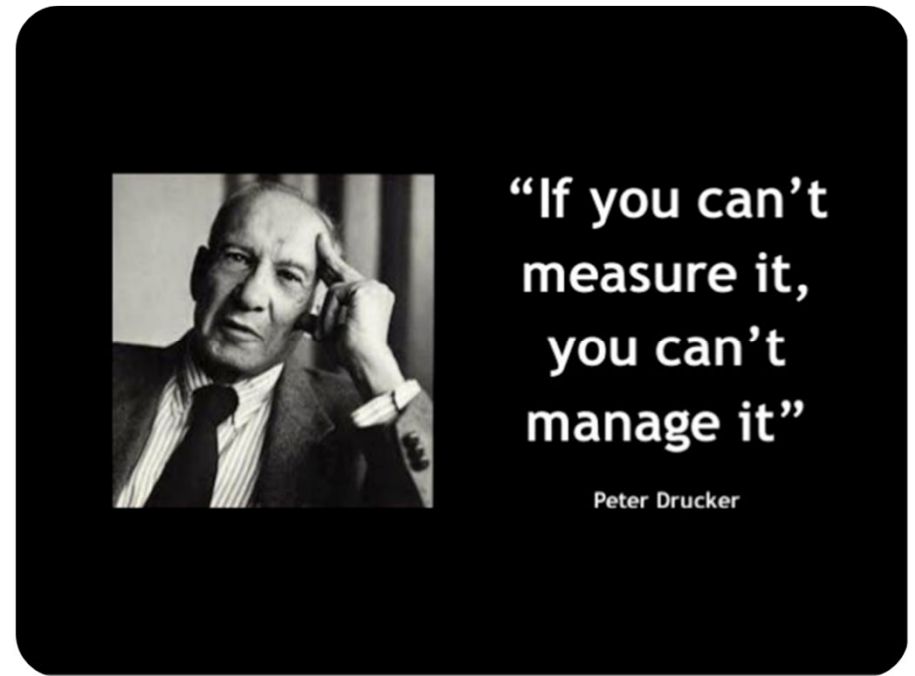 “If you can’t
measure it,
you can’t
manage it”
Peter Drucker